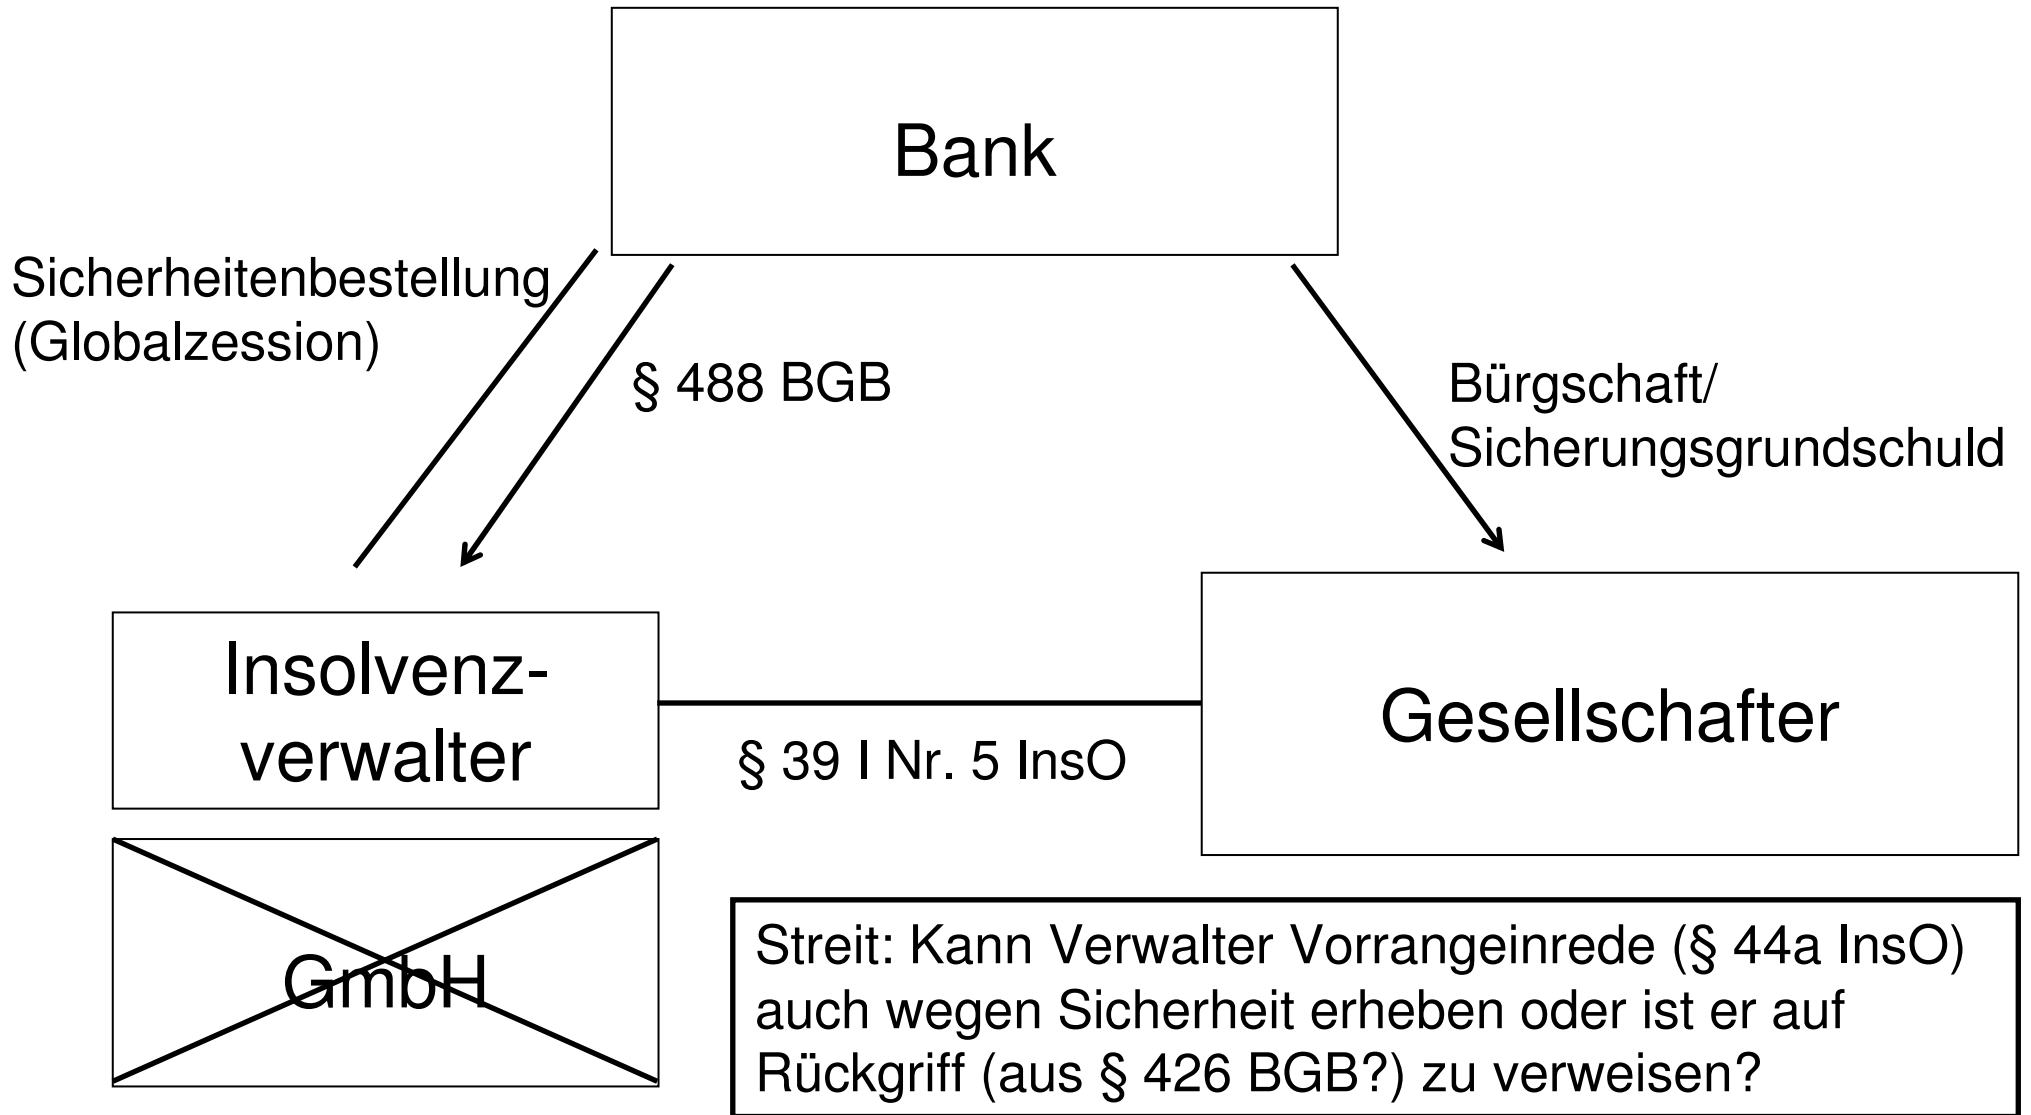 Bank
Sicherheitenbestellung
(Globalzession)
§ 488 BGB
Bürgschaft/
Sicherungsgrundschuld
Insolvenz-
verwalter
§ 39 I Nr. 5 InsO
Gesellschafter
GmbH
Streit: Kann Verwalter Vorrangeinrede (§ 44a InsO)
auch wegen Sicherheit erheben oder ist er auf
Rückgriff (aus § 426 BGB?) zu verweisen?